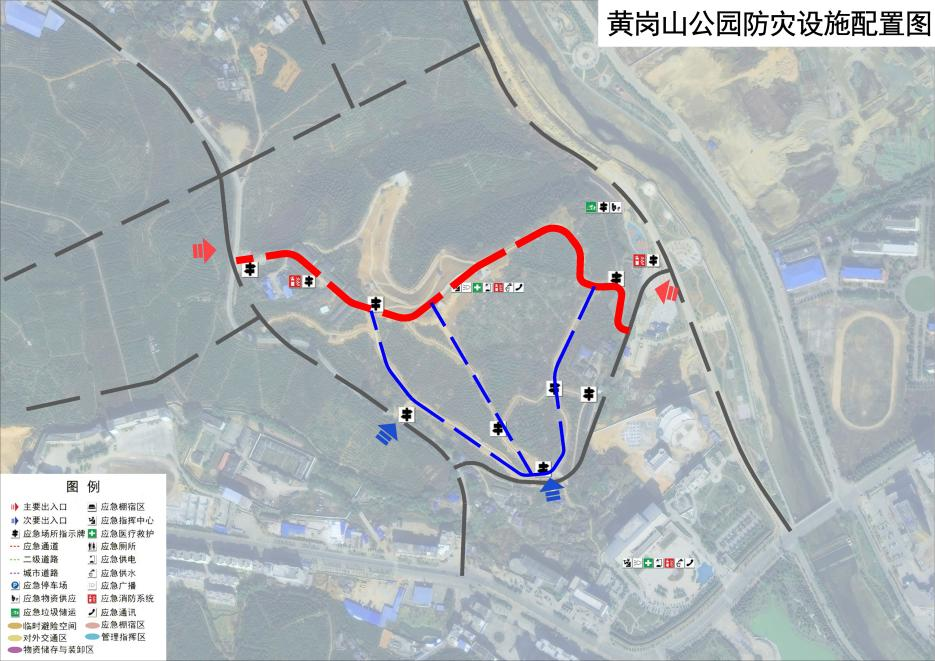 黄岗山公园防灾设施配置图
图 例
主要出入口
应急棚宿区
次要出入口
应急指挥中心
应急场所指示牌
应急医疗救护
应急通道
应急厕所
二级道路
应急供电
城市道路
应急供水
应急停车场
应急广播
应急物资供应
应急消防系统
应急垃圾储运
应急通讯
临时避险空间
应急棚宿区
对外交通区
管理指挥区
物资储存与装卸区